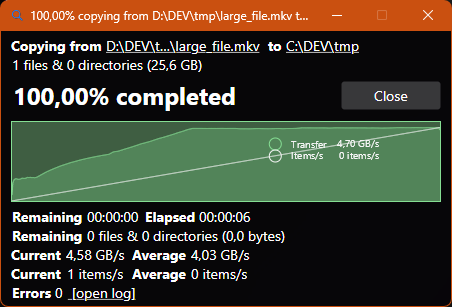 100,00% copying from D:\DEV\tmp\large_file.mkv t...
Copying from D:\DEV\t...\large_file.mkv to C:\DEV\tmp
1 files & 0 directories (25,6 GB)
100,00% completed
Close
Transfer 4,70 GB/s
Items/s 0 items/s
Remaining 00:00:00 Elapsed 00:00:06
Remaining 0 files & 0 directories (0,0 bytes)
Current 4,58 GB/s Average 4,03 GB/s
Current 1 items/s Average 0 items/s
Errors 0 [open log]